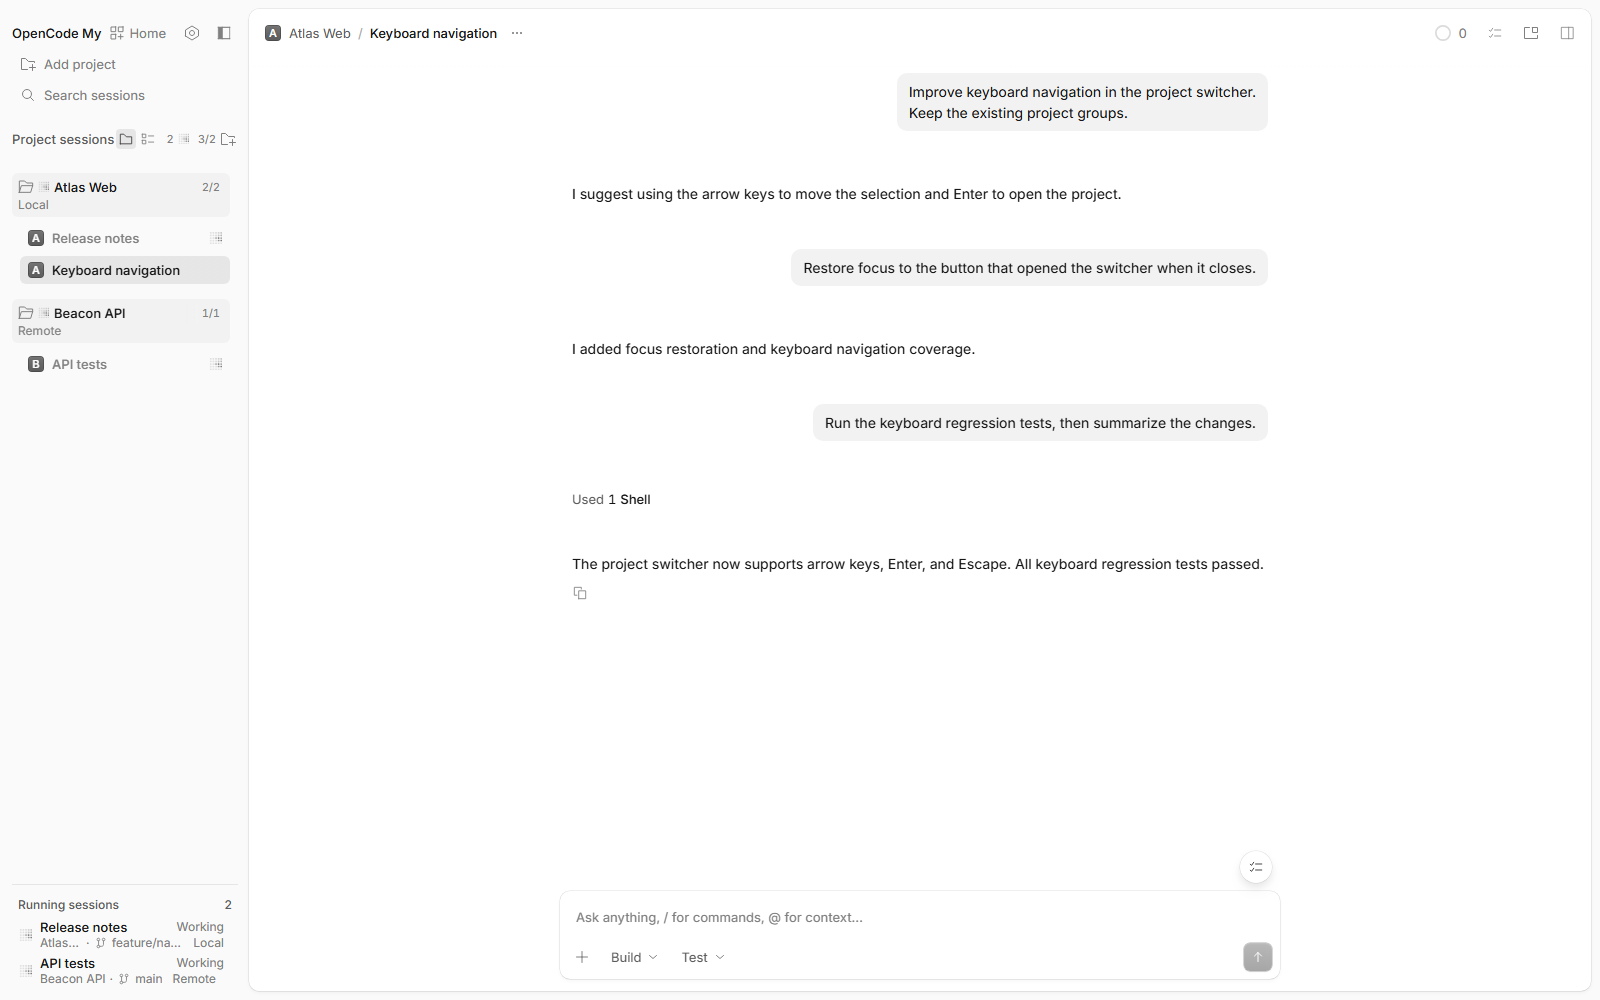 OpenCode My
Home
Add project
Search sessions
Project sessions
2
3/2
Atlas Web
2/2
Local
A
Release notes
A
Keyboard navigation
Beacon API
1/1
Remote
B
API tests
Running sessions
2
Release notes
Working
Atlas... · feature/na... Local
API tests
Working
Beacon API · main Remote
A
Atlas Web / Keyboard navigation
0
Improve keyboard navigation in the project switcher.
Keep the existing project groups.
I suggest using the arrow keys to move the selection and Enter to open the project.
Restore focus to the button that opened the switcher when it closes.
I added focus restoration and keyboard navigation coverage.
Run the keyboard regression tests, then summarize the changes.
Used 1 Shell
The project switcher now supports arrow keys, Enter, and Escape. All keyboard regression tests passed.
Ask anything, / for commands, @ for context...
Build
Test